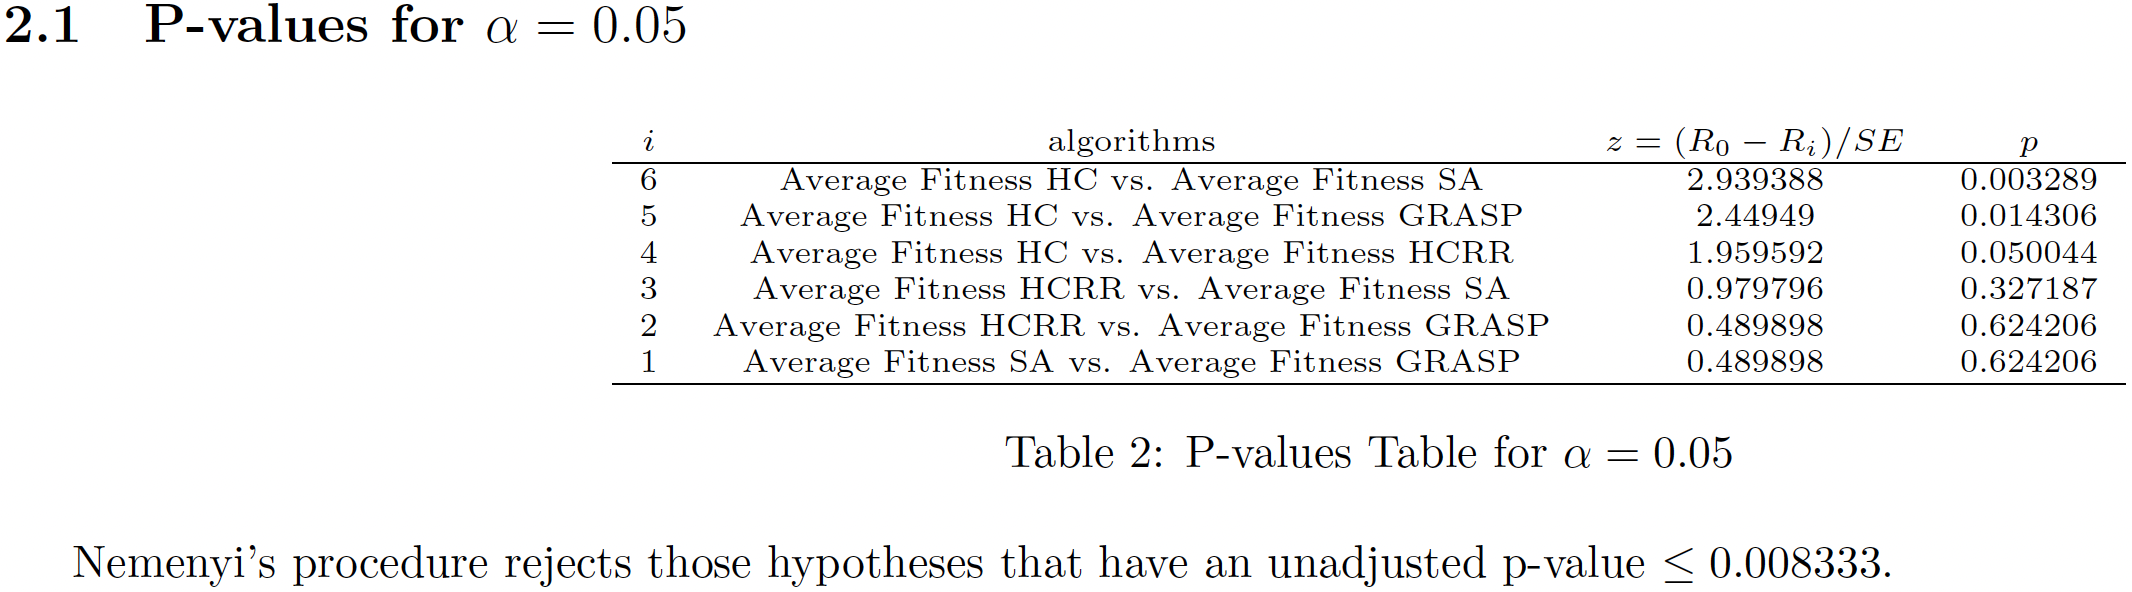 2.1 P-values for α = 0.05
i algorithms z = (R₀ − Rᵢ)/SE p
6 Average Fitness HC vs. Average Fitness SA 2.939388 0.003289
5 Average Fitness HC vs. Average Fitness GRASP 2.44949 0.014306
4 Average Fitness HC vs. Average Fitness HCRR 1.959592 0.050044
3 Average Fitness HCRR vs. Average Fitness SA 0.979796 0.327187
2 Average Fitness HCRR vs. Average Fitness GRASP 0.489898 0.624206
1 Average Fitness SA vs. Average Fitness GRASP 0.489898 0.624206
Table 2: P-values Table for α = 0.05
Nemenyi's procedure rejects those hypotheses that have an unadjusted p-value ≤ 0.008333.